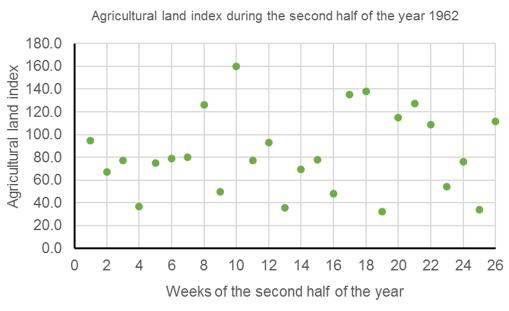 Agricultural land index during the second half of the year 1962
180.0
160.0
140.0
120.0
100.0
80.0
60.0
40.0
20.0
0.0
Agricultural land index
0 2 4 6 8 10 12 14 16 18 20 22 24 26
Weeks of the second half of the year